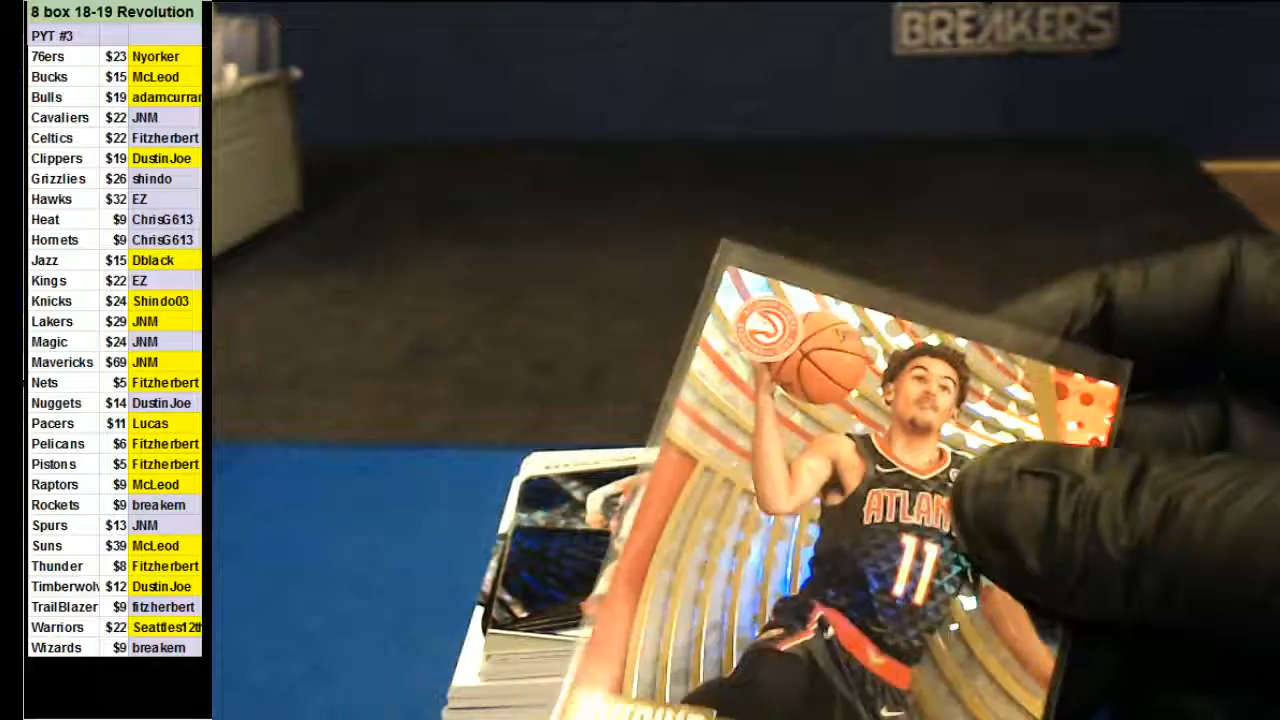 8 box 18-19 Revolution
PYT #3
76ers $23 Nyorker
Bucks $15 McLeod
Bulls $19 adamcurran
Cavaliers $22 JNM
Celtics $22 Fitzherbert
Clippers $19 DustinJoe
Grizzlies $26 shindo
Hawks $32 EZ
Heat $9 ChrisG613
Hornets $9 ChrisG613
Jazz $15 Dblack
Kings $22 EZ
Knicks $24 Shindo03
Lakers $29 JNM
Magic $24 JNM
Mavericks $69 JNM
Nets $5 Fitzherbert
Nuggets $14 DustinJoe
Pacers $11 Lucas
Pelicans $6 Fitzherbert
Pistons $5 Fitzherbert
Raptors $9 McLeod
Rockets $9 breakern
Spurs $13 JNM
Suns $39 McLeod
Thunder $8 Fitzherbert
Timberwolv $12 DustinJoe
TrailBlazer $9 fitzherbert
Warriors $22 Seattles12th
Wizards $9 breakern
BREAKERS
ATLAN
11